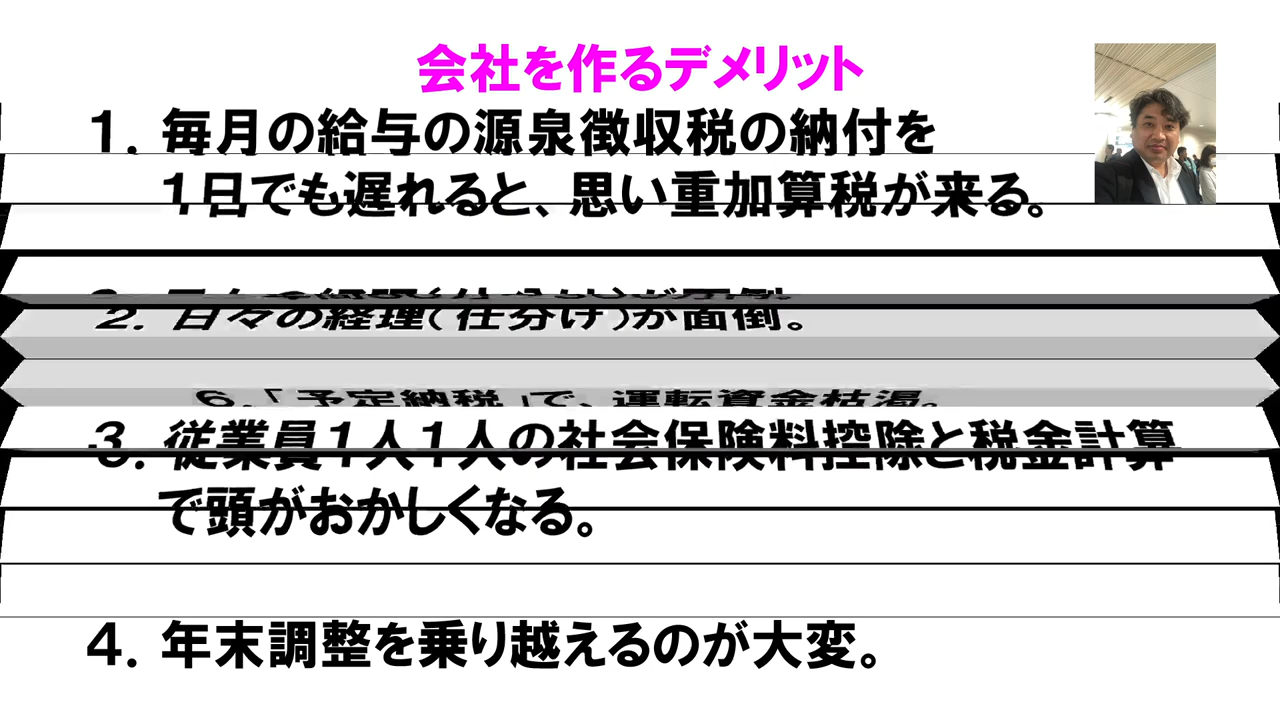 会社を作るデメリット
１．毎月の給与の源泉徴収税の納付を
１日でも遅れると、思い重加算税が来る。
２．日々の経理（仕分け）が面倒。
６．「予定納税」で、運転資金枯渇。
３．従業員１人１人の社会保険料控除と税金計算
で頭がおかしくなる。
４．年末調整を乗り越えるのが大変。